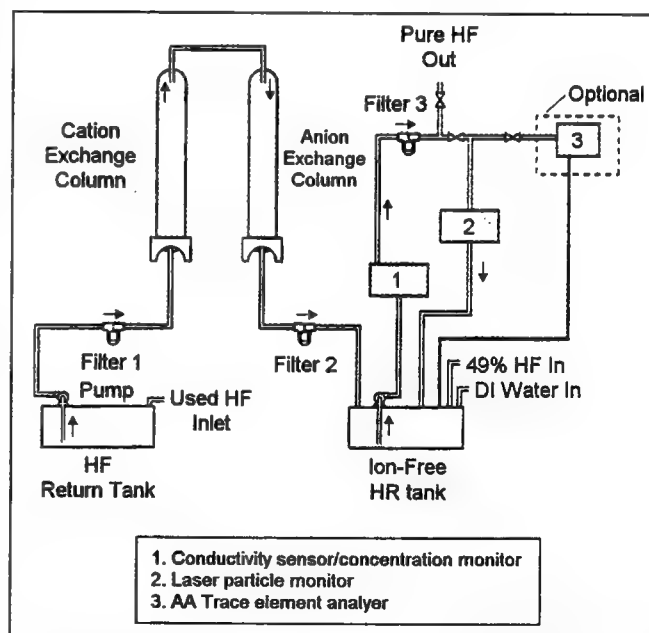 Pure HF
Out
Filter 3
Optional
3
Cation
Exchange
Column
Anion
Exchange
Column
2
1
Filter 1
Filter 2
Pump
Used HF
Inlet
49% HF In
DI Water In
HF
Return Tank
Ion-Free
HR tank
1. Conductivity sensor/concentration monitor
2. Laser particle monitor
3. AA Trace element analyer